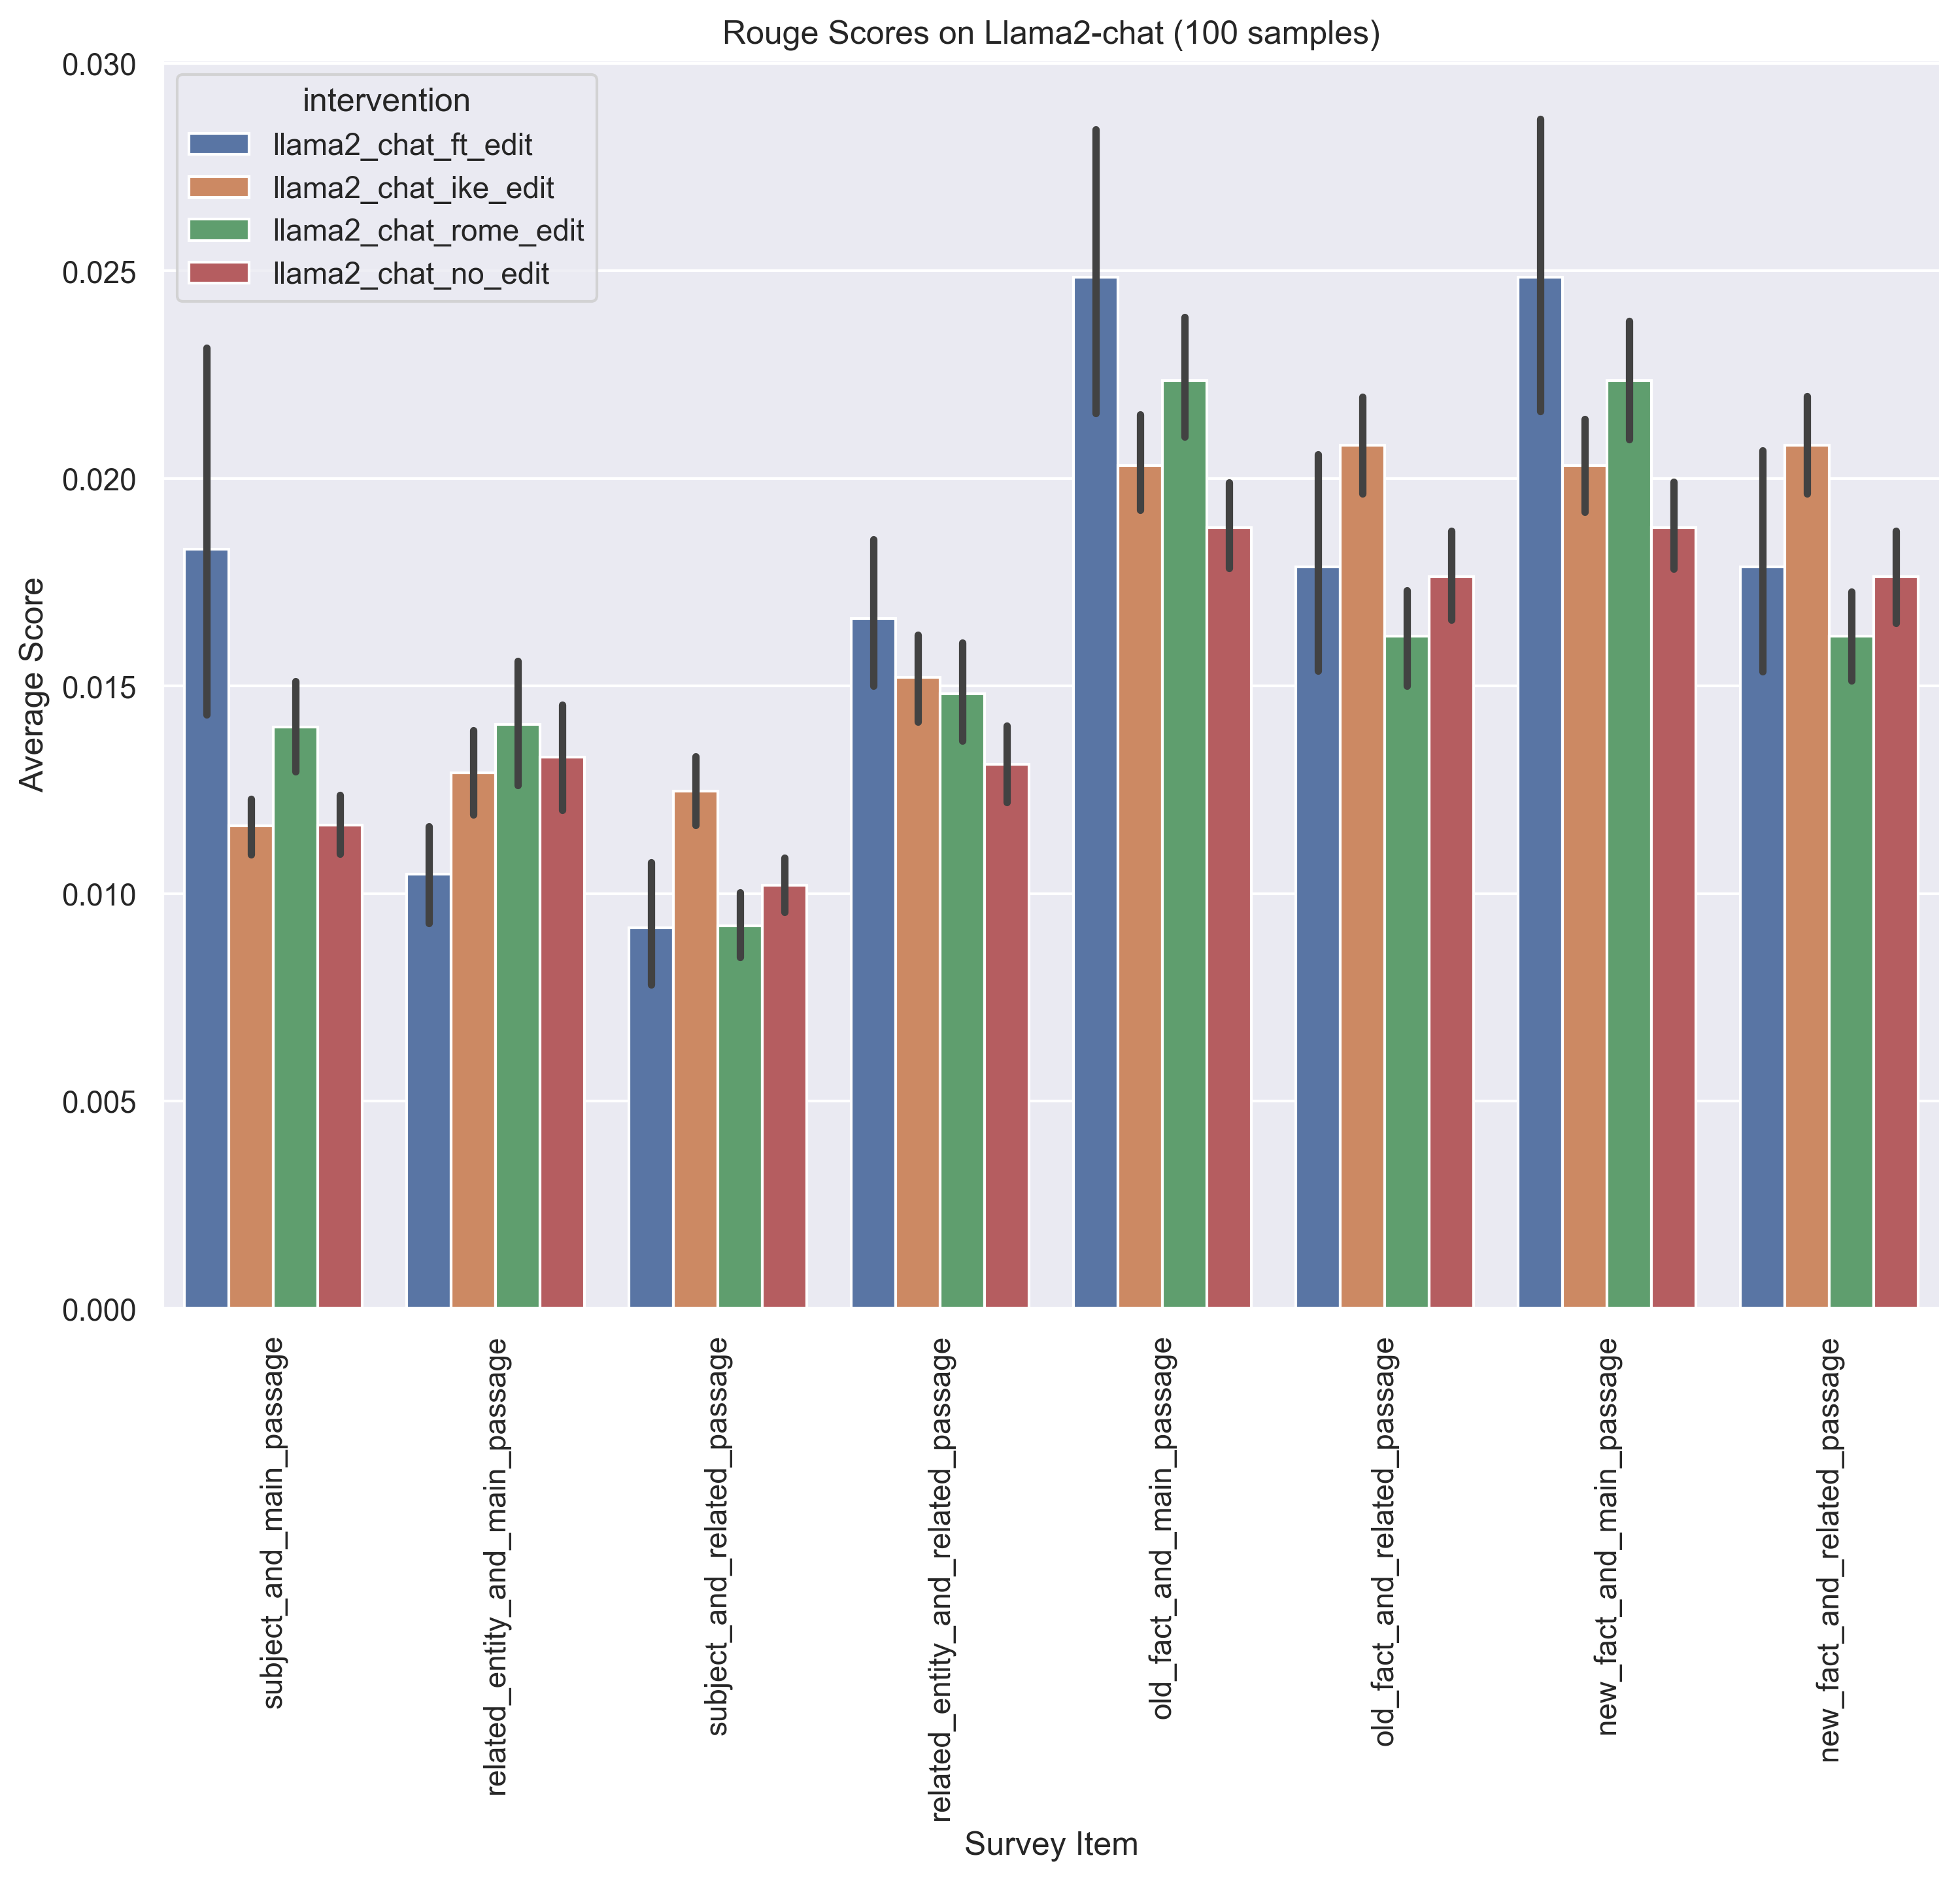 Rouge Scores on Llama2-chat (100 samples)
0.030
0.025
0.020
0.015
0.010
0.005
0.000
Average Score
intervention
llama2_chat_ft_edit
llama2_chat_ike_edit
llama2_chat_rome_edit
llama2_chat_no_edit
subject_and_main_passage
related_entity_and_main_passage
subject_and_related_passage
related_entity_and_related_passage
old_fact_and_main_passage
old_fact_and_related_passage
new_fact_and_main_passage
new_fact_and_related_passage
Survey Item